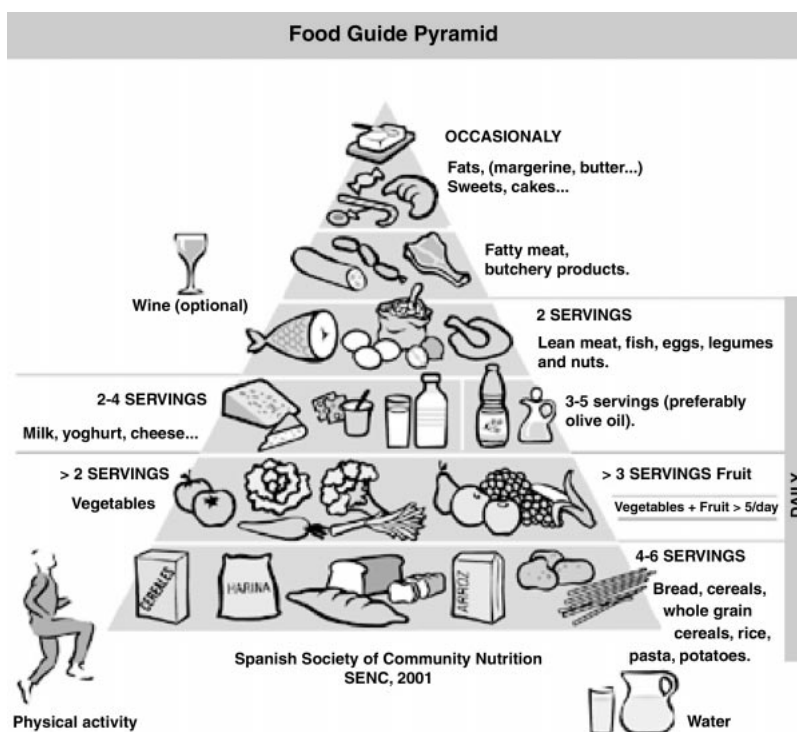 Food Guide Pyramid
OCCASIONALY
Fats, (margerine, butter...)
Sweets, cakes...
Fatty meat,
butchery products.
Wine (optional)
2 SERVINGS
Lean meat, fish, eggs, legumes
and nuts.
2-4 SERVINGS
Milk, yoghurt, cheese...
3-5 servings (preferably
olive oil).
> 2 SERVINGS
Vegetables
> 3 SERVINGS Fruit
Vegetables + Fruit > 5/day
DAILY
4-6 SERVINGS
Bread, cereals,
whole grain
cereals, rice,
pasta, potatoes.
CEREALES
HARINA
ARROZ
Spanish Society of Community Nutrition
SENC, 2001
Physical activity
Water